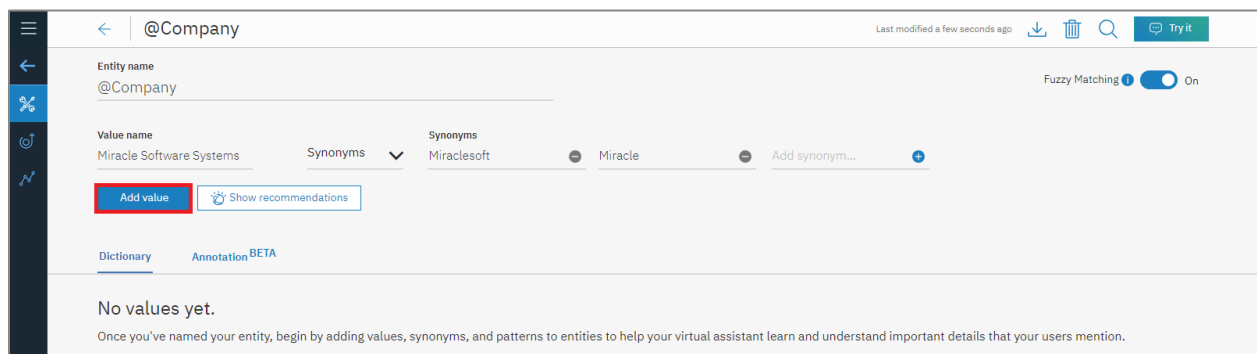 @Company
Last modified a few seconds ago
Try it
Entity name
@Company
Fuzzy Matching
On
Value name
Synonyms
Miracle Software Systems
Synonyms
Miraclesoft
Miracle
Add synonym...
Add value
Show recommendations
Dictionary
Annotation BETA
No values yet.
Once you've named your entity, begin by adding values, synonyms, and patterns to entities to help your virtual assistant learn and understand important details that your users mention.